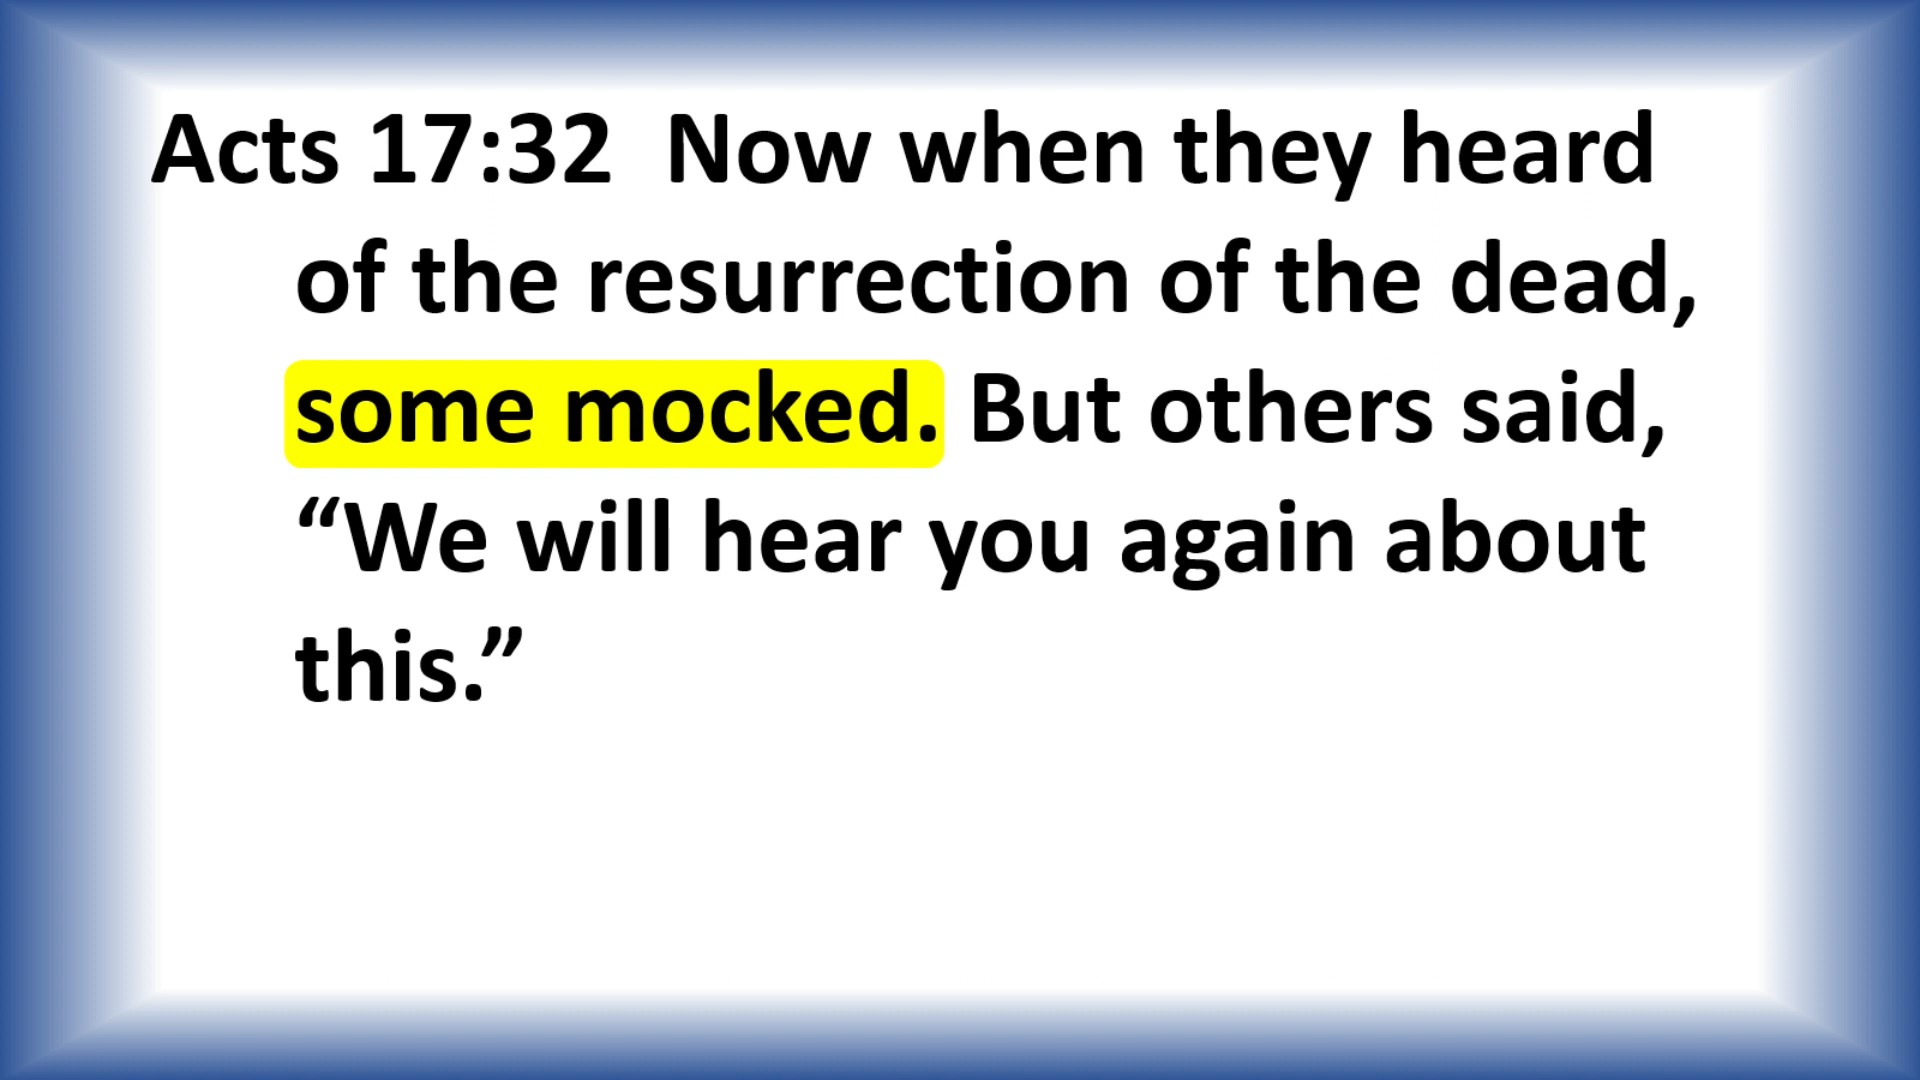 Acts 17:32  Now when they heard
of the resurrection of the dead,
some mocked. But others said,
“We will hear you again about
this.”